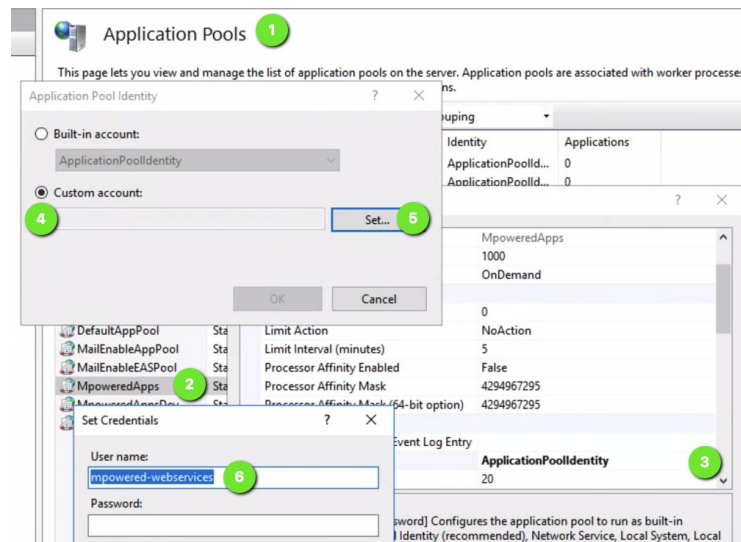 Application Pools 1
This page lets you view and manage the list of application pools on the server. Application pools are associated with worker processes
ns.
Application Pool Identity ? ×
Built-in account:
ApplicationPoolIdentity
Custom account:
4 Set... 5
OK Cancel
Identity Applications
ApplicationPoolId... 0
ApplicationPoolId... 0
? ×
MpoweredApps
1000
OnDemand
0
DefaultAppPool Sta Limit Action NoAction
MailEnableAppPool Sta Limit Interval (minutes) 5
MailEnableEASPool Sta Processor Affinity Enabled False
MpoweredApps 2 Sta Processor Affinity Mask 4294967295
MpoweredAppsDev Sta Processor Affinity Mask (64-bit option) 4294967295
Set Credentials ? ×
Event Log Entry
User name:
mpowered-webservices 6
Password:
ApplicationPoolIdentity 3
20
sword] Configures the application pool to run as built-in
Identity (recommended), Network Service, Local System, Local